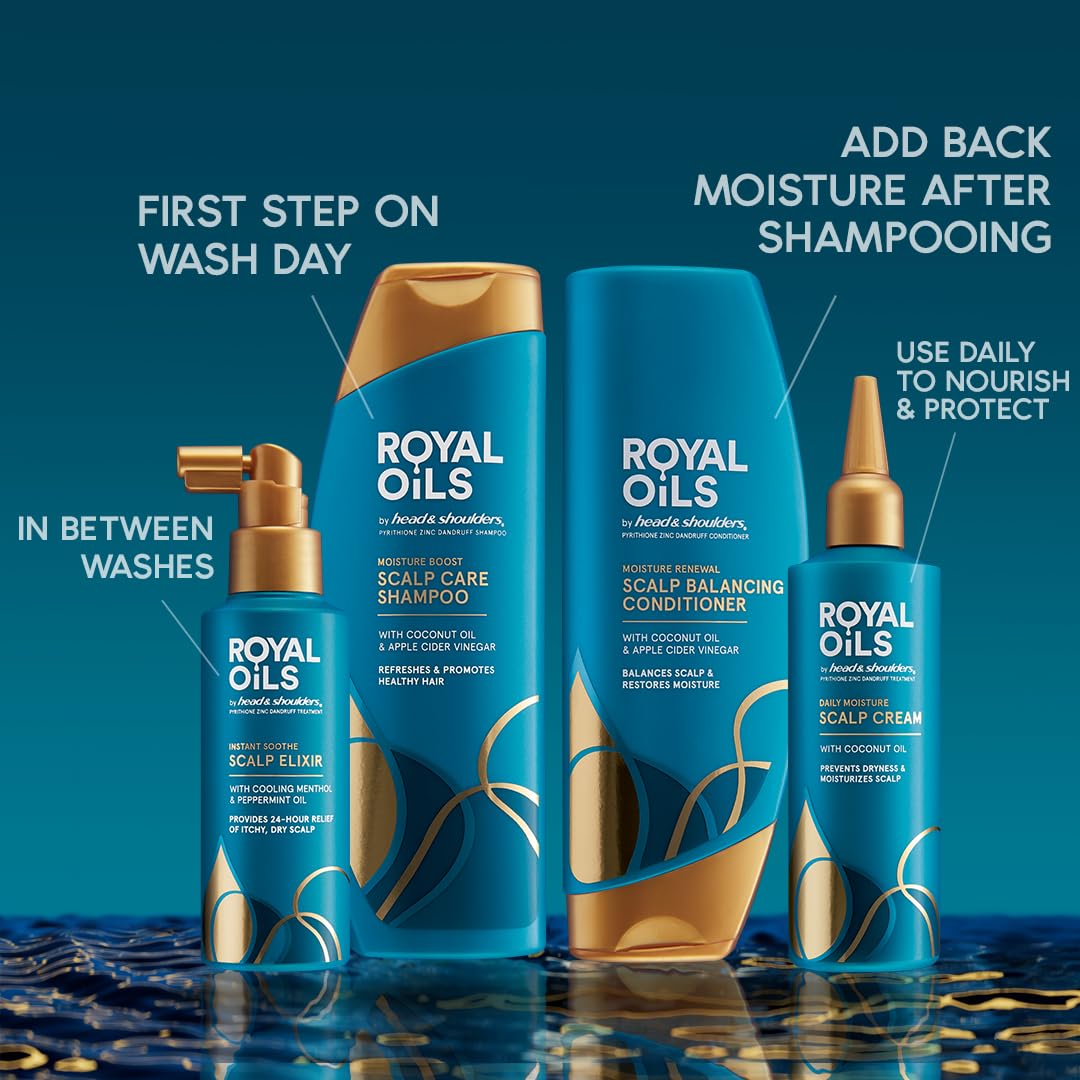 FIRST STEP ON
WASH DAY
ADD BACK
MOISTURE AFTER
SHAMPOOING
USE DAILY
TO NOURISH
& PROTECT
IN BETWEEN
WASHES
ROYAL
OiLS
by head & shoulders®
PYRITHIONE ZINC DANDRUFF TREATMENT
INSTANT SOOTHE
SCALP ELIXIR
WITH COOLING MENTHOL
& PEPPERMINT OIL
PROVIDES 24-HOUR RELIEF
OF ITCHY, DRY SCALP
ROYAL
OiLS
by head & shoulders®
PYRITHIONE ZINC DANDRUFF SHAMPOO
MOISTURE BOOST
SCALP CARE
SHAMPOO
WITH COCONUT OIL
& APPLE CIDER VINEGAR
REFRESHES & PROMOTES
HEALTHY HAIR
ROYAL
OiLS
by head & shoulders®
PYRITHIONE ZINC DANDRUFF CONDITIONER
MOISTURE RENEWAL
SCALP BALANCING
CONDITIONER
WITH COCONUT OIL
& APPLE CIDER VINEGAR
BALANCES SCALP &
RESTORES MOISTURE
ROYAL
OiLS
by head & shoulders®
PYRITHIONE ZINC DANDRUFF TREATMENT
DAILY MOISTURE
SCALP CREAM
WITH COCONUT OIL
PREVENTS DRYNESS &
MOISTURIZES SCALP